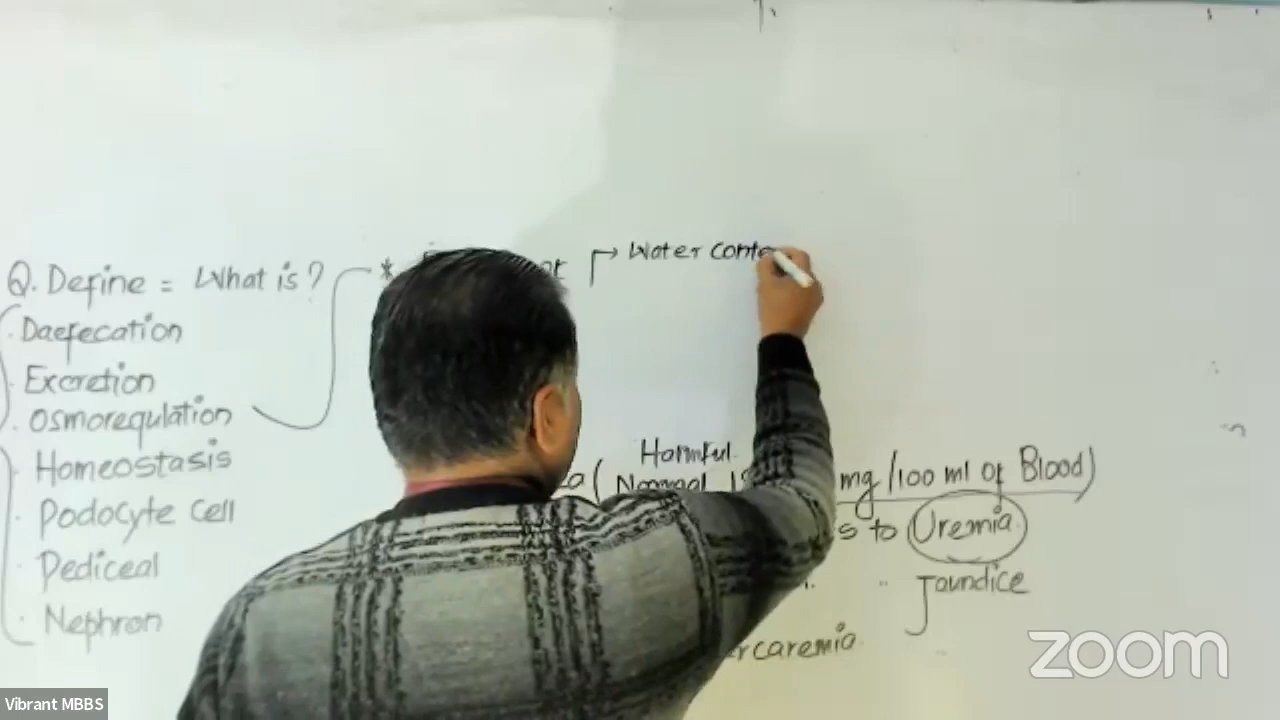 Water conte
Q. Define = What is? *
· Daefecation
· Excretion
· Osmoregulation
Harmful
· Homeostasis
( Normal mg/100 ml of Blood)
· Podocyte Cell
s to Uremia
· Pediceal
" Jaundice
· Nephron
rcaremia
zoom
Vibrant MBBS